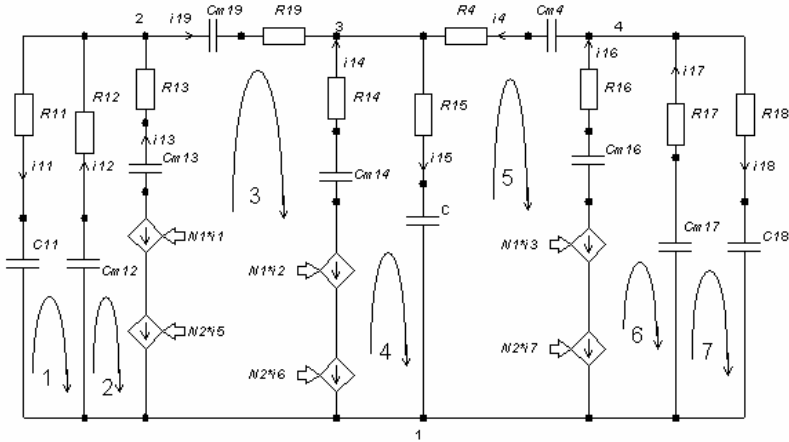 2 i19 Cm19 R19 3 R4 i4 Cm4 4
R11 R12 R13 i14 R14 R15 i16 R16 i17 R17 R18
i11 i12 i13 Cm13 Cm14 i15 Cm16 i18
3 5
C11 Cm12 N1*i1 C N1*i3 Cm17 C18
N1*i2
N2*i5 4 6 7
1 2 N2*i6 N2*i7
1